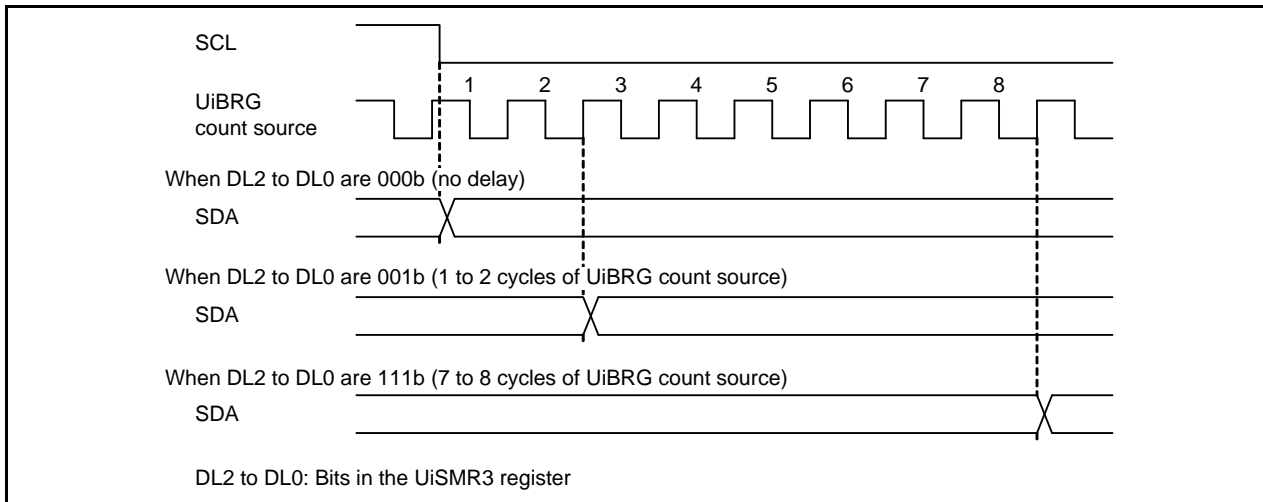 SCL
1 2 3 4 5 6 7 8
UiBRG
count source
When DL2 to DL0 are 000b (no delay)
SDA
When DL2 to DL0 are 001b (1 to 2 cycles of UiBRG count source)
SDA
When DL2 to DL0 are 111b (7 to 8 cycles of UiBRG count source)
SDA
DL2 to DL0: Bits in the UiSMR3 register